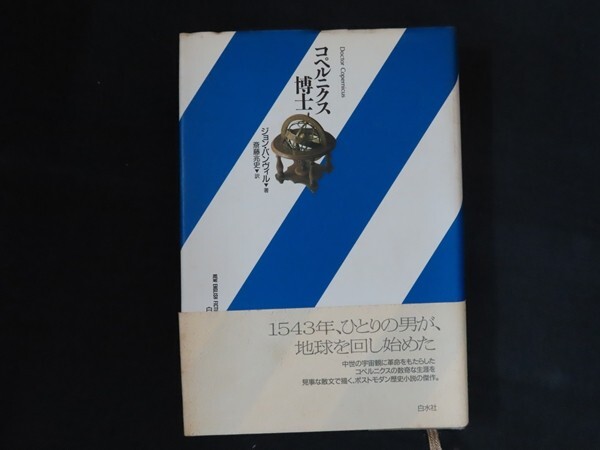 Doctor Copernicus
コペルニクス
博士
ジョン・バンヴィル▼著
斎藤兆史▼訳
NEW ENGLISH FICTI
1543年、ひとりの男が、
地球を回し始めた
中世の宇宙観に革命をもたらした
コペルニクスの数奇な生涯を
見事な散文で描く、ポストモダン歴史小説の傑作。
白水社